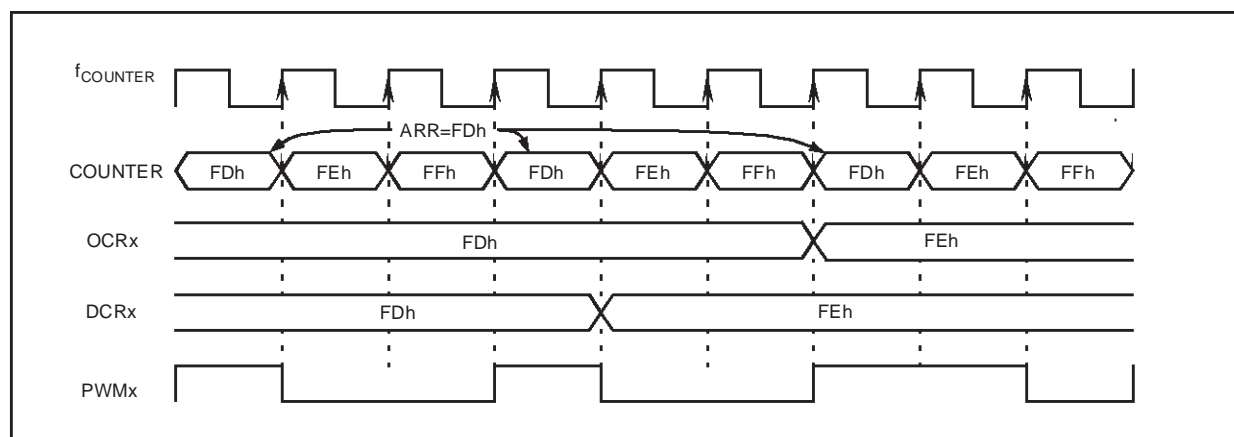 fCOUNTER
ARR=FDh
COUNTER FDh FEh FFh FDh FEh FFh FDh FEh FFh
OCRx FDh FEh
DCRx FDh FEh
PWMx